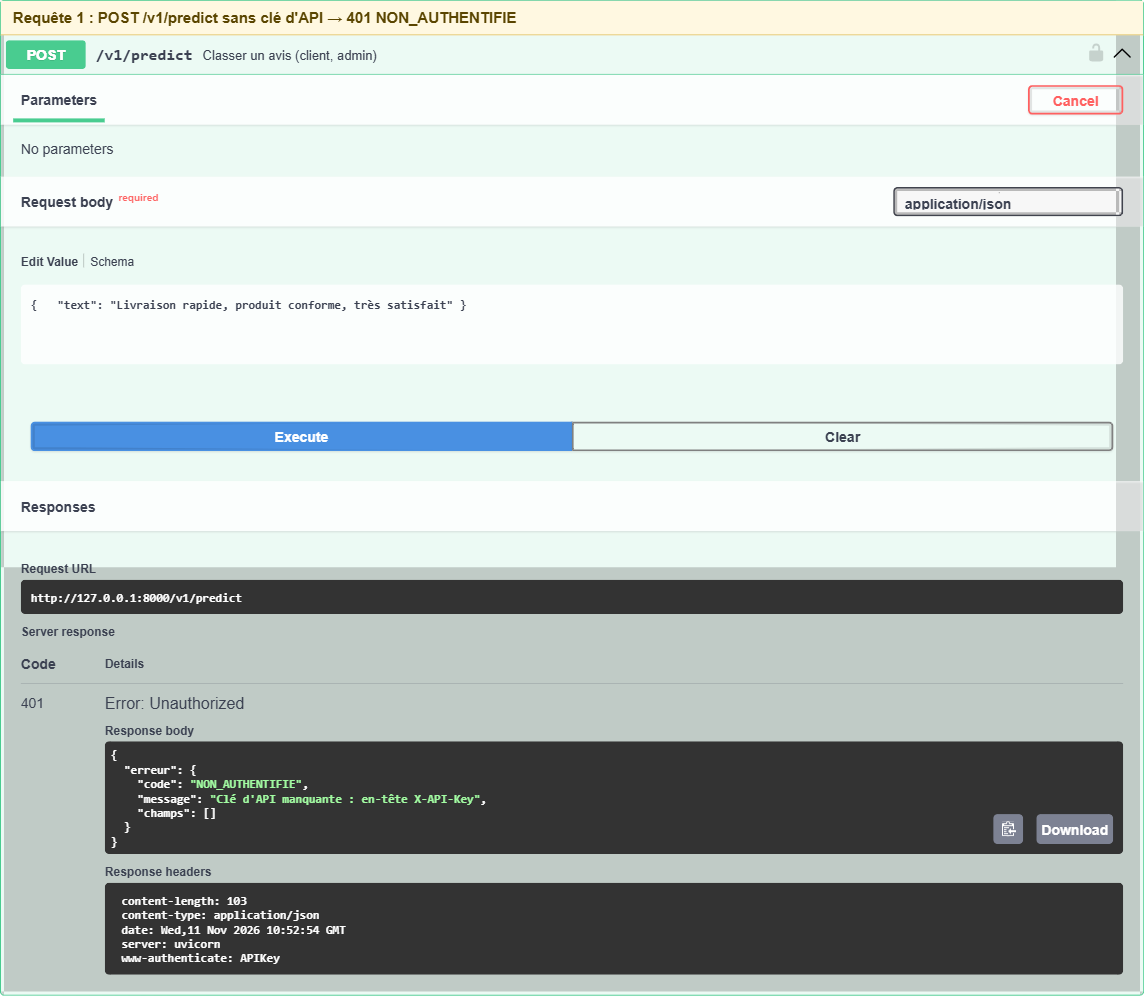 Requête 1 : POST /v1/predict sans clé d'API → 401 NON_AUTHENTIFIE
POST /v1/predict Classer un avis (client, admin)
Parameters Cancel
No parameters
Request body required application/json
Edit Value Schema
{   "text": "Livraison rapide, produit conforme, très satisfait" }
Execute Clear
Responses
Request URL
http://127.0.0.1:8000/v1/predict
Server response
Code Details
401 Error: Unauthorized
Response body
{
  "erreur": {
    "code": "NON_AUTHENTIFIE",
    "message": "Clé d'API manquante : en-tête X-API-Key",
    "champs": []
  }
}
Download
Response headers
content-length: 103
content-type: application/json
date: Wed,11 Nov 2026 10:52:54 GMT
server: uvicorn
www-authenticate: APIKey